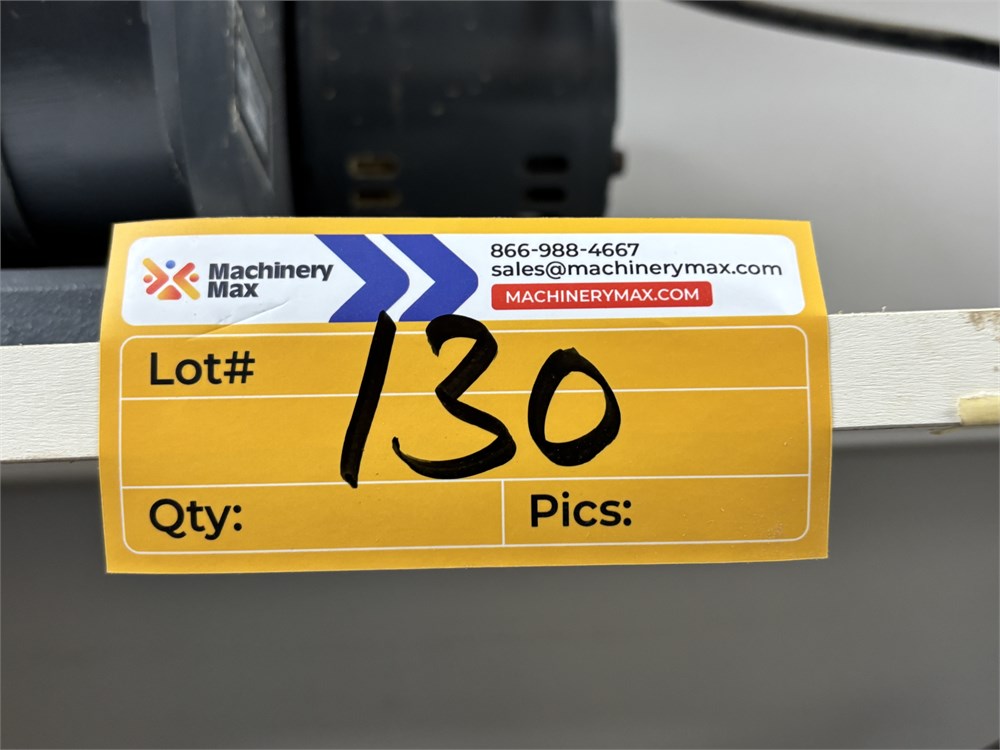 Machinery
Max
866-988-4667
sales@machinerymax.com
MACHINERYMAX.COM
Lot# 130
Qty:
Pics: